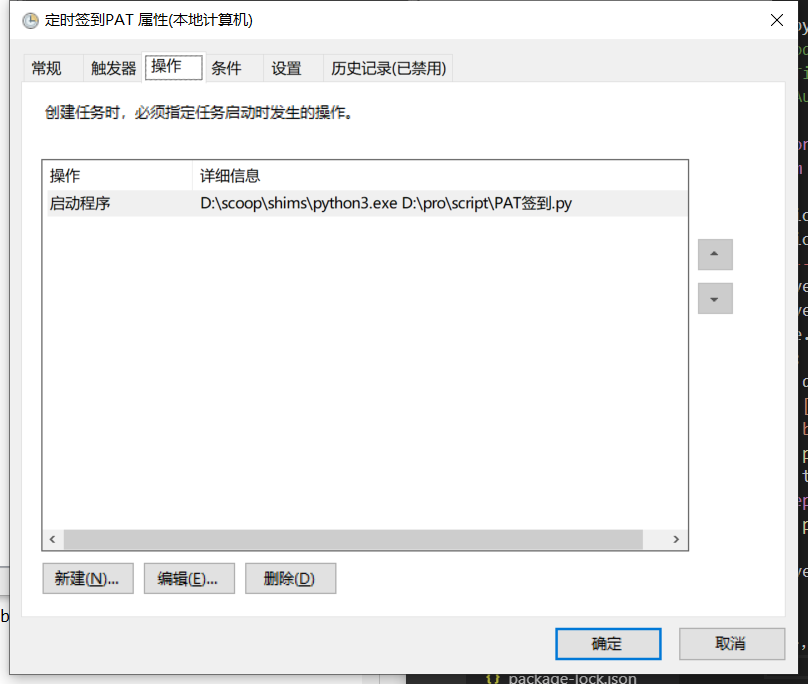 定时签到PAT 属性(本地计算机)
常规 触发器 操作 条件 设置 历史记录(已禁用)
创建任务时，必须指定任务启动时发生的操作。
操作 详细信息
启动程序 D:\scoop\shims\python3.exe D:\pro\script\PAT签到.py
新建(N)... 编辑(E)... 删除(D)
确定 取消
{} package-lock.json